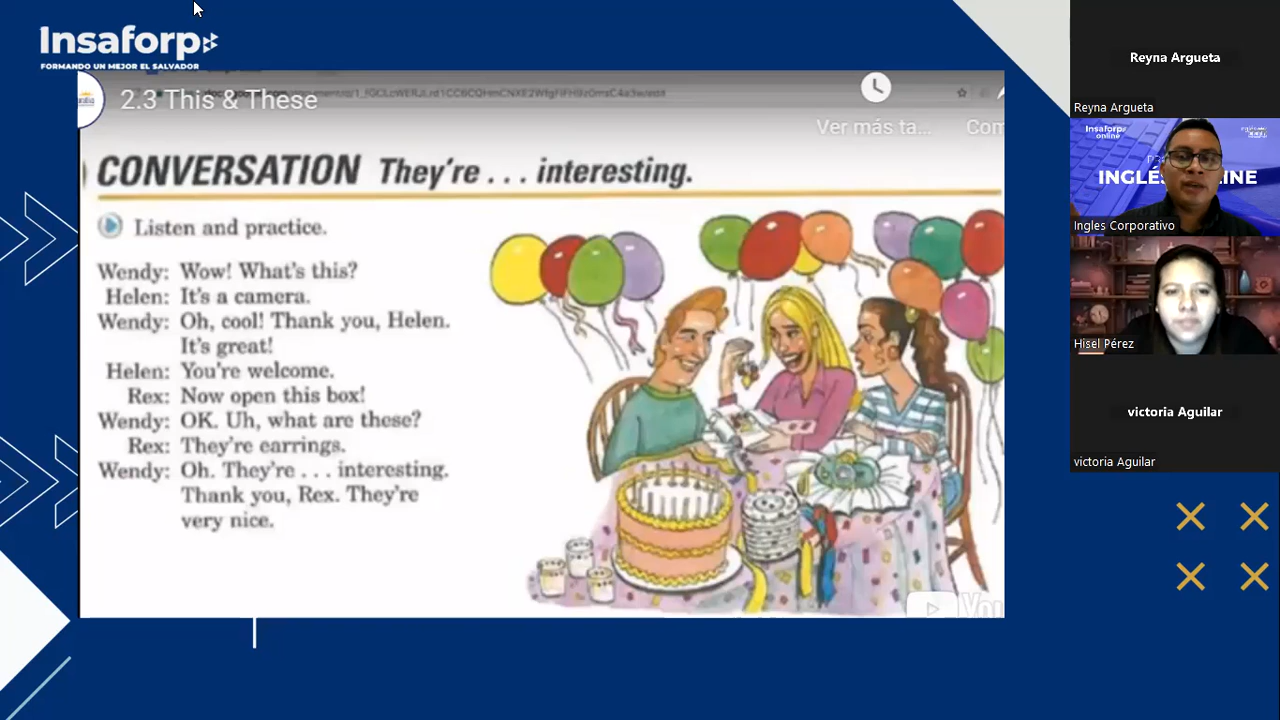 Insaforp
FORMANDO UN MEJOR EL SALVADOR
2.3 This & These
Ver más ta...
Com
CONVERSATION They're . . . interesting.
Listen and practice.
Wendy: Wow! What's this?
Helen: It's a camera.
Wendy: Oh, cool! Thank you, Helen.
It's great!
Helen: You're welcome.
Rex: Now open this box!
Wendy: OK. Uh, what are these?
Rex: They're earrings.
Wendy: Oh. They're . . . interesting.
Thank you, Rex. They're
very nice.
You
Reyna Argueta
Reyna Argueta
Insaforp
online
INGLÉS
INE
Ingles Corporativo
Hisel Pérez
victoria Aguilar
victoria Aguilar